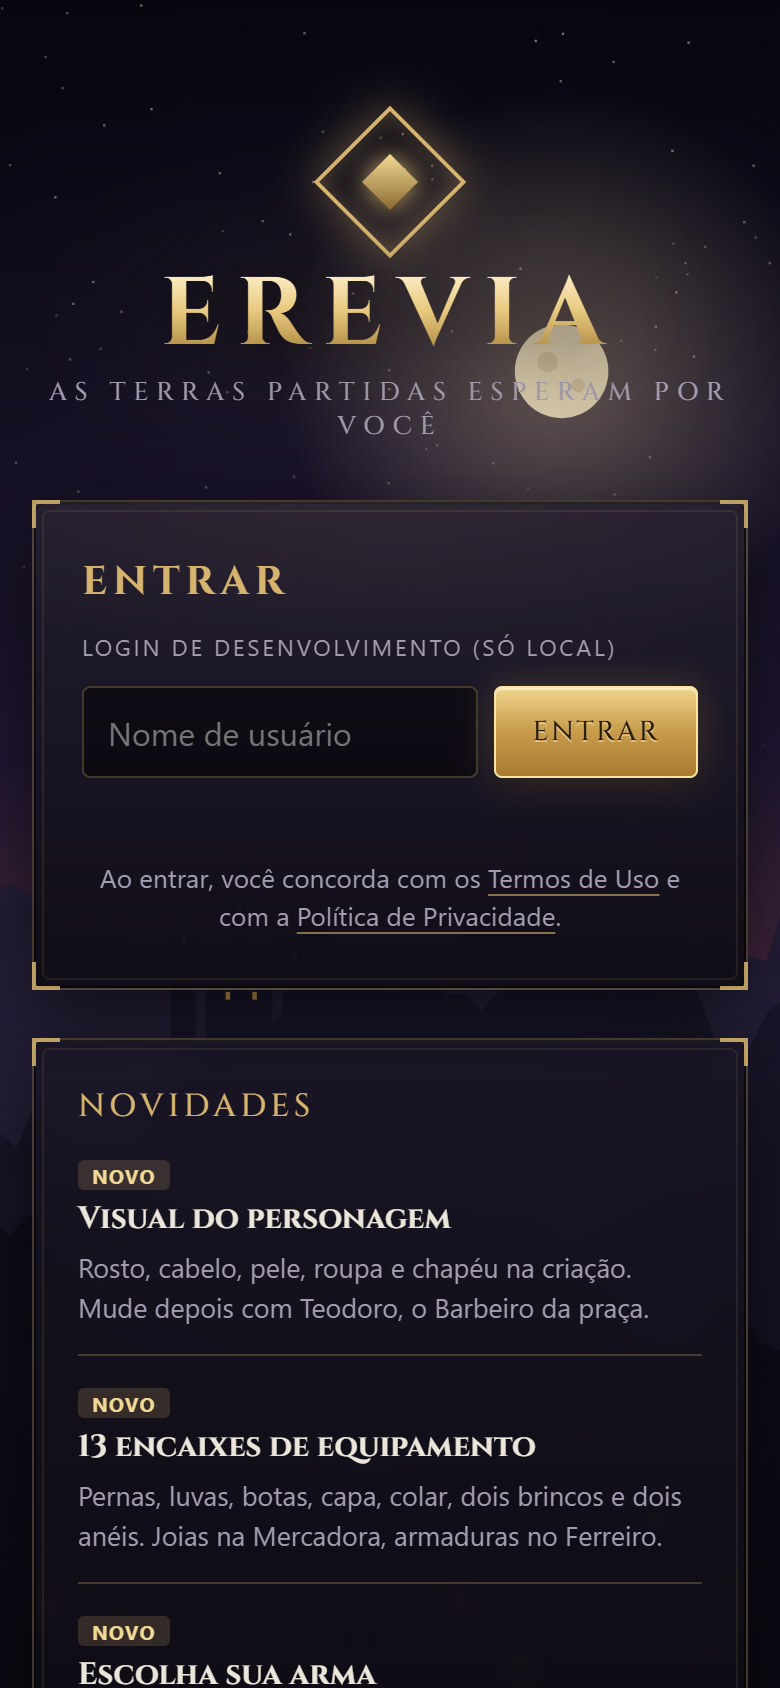 EREVIA
AS TERRAS PARTIDAS ESPERAM POR
VOCÊ
ENTRAR
LOGIN DE DESENVOLVIMENTO (SÓ LOCAL)
Nome de usuário
ENTRAR
Ao entrar, você concorda com os Termos de Uso e
com a Política de Privacidade.
NOVIDADES
NOVO
Visual do personagem
Rosto, cabelo, pele, roupa e chapéu na criação.
Mude depois com Teodoro, o Barbeiro da praça.
NOVO
13 encaixes de equipamento
Pernas, luvas, botas, capa, colar, dois brincos e dois
anéis. Joias na Mercadora, armaduras no Ferreiro.
NOVO
Escolha sua arma